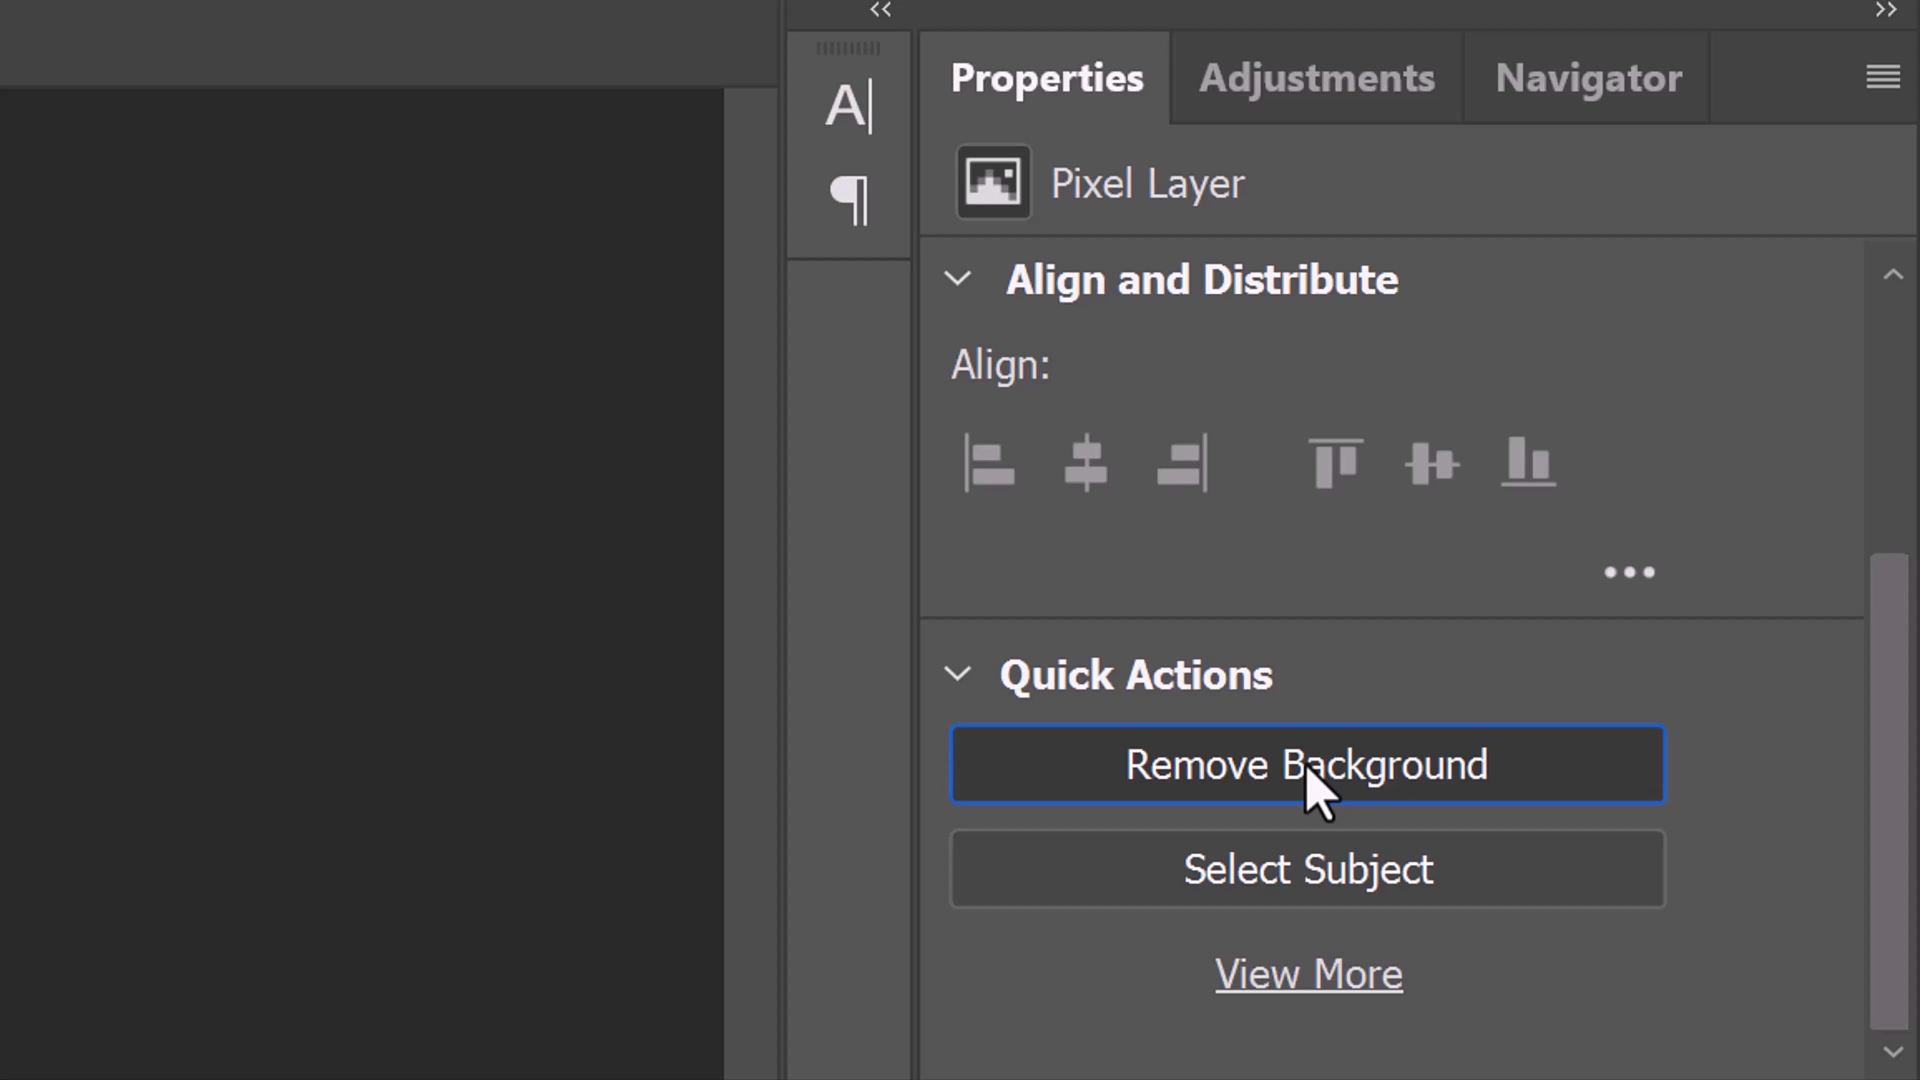 Properties
Adjustments
Navigator
A|
¶
Pixel Layer
Align and Distribute
Align:
Quick Actions
Remove Background
Select Subject
View More